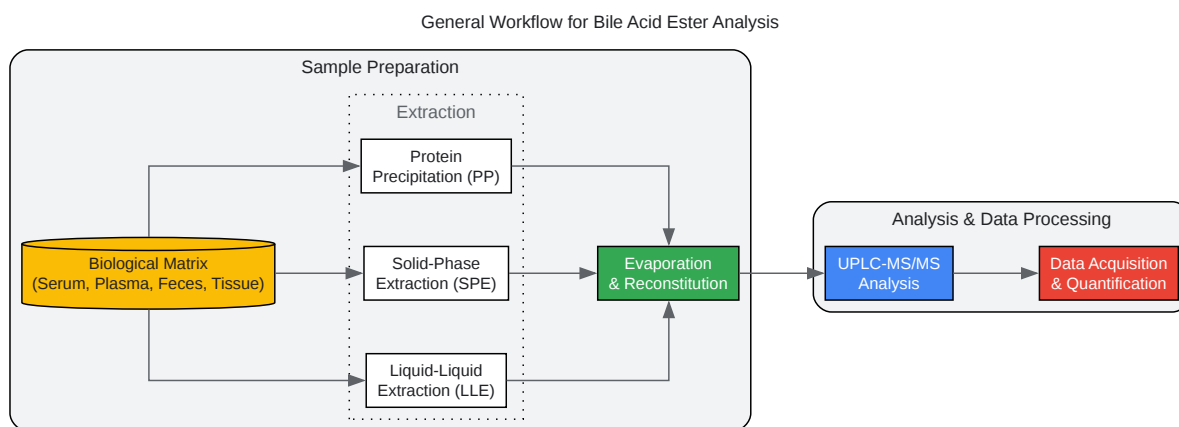 General Workflow for Bile Acid Ester Analysis
Sample Preparation
Extraction
Protein
Precipitation (PP)
Biological Matrix
(Serum, Plasma, Feces, Tissue)
Solid-Phase
Extraction (SPE)
Liquid-Liquid
Extraction (LLE)
Evaporation
& Reconstitution
Analysis & Data Processing
UPLC-MS/MS
Analysis
Data Acquisition
& Quantification